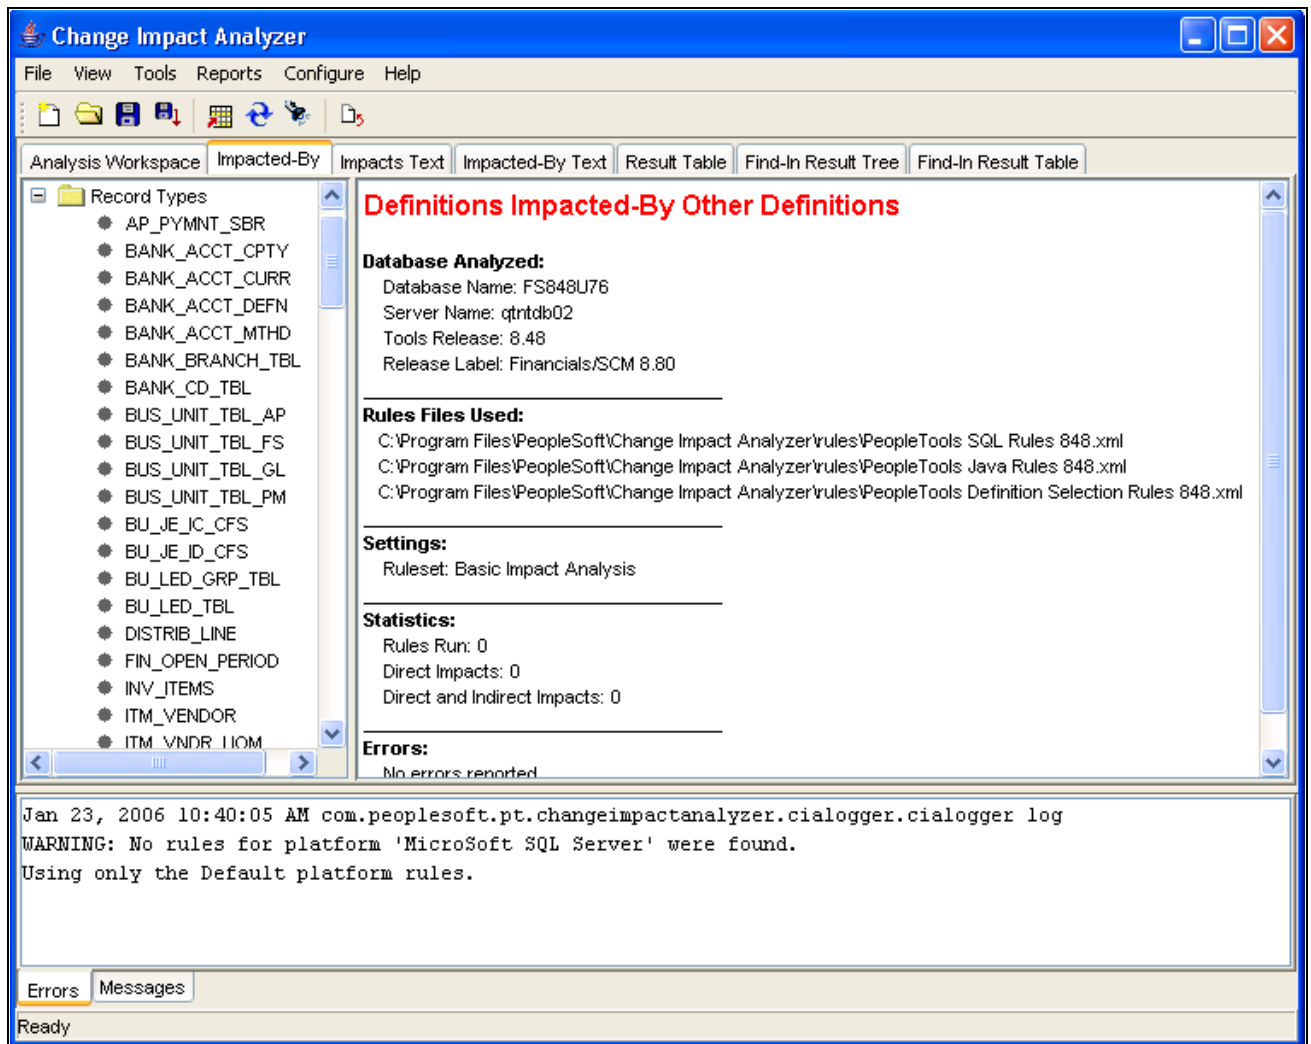 Change Impact Analyzer
File View Tools Reports Configure Help
Analysis Workspace Impacted-By Impacts Text Impacted-By Text Result Table Find-In Result Tree Find-In Result Table
Record Types
AP_PYMNT_SBR
BANK_ACCT_CPTY
BANK_ACCT_CURR
BANK_ACCT_DEFN
BANK_ACCT_MTHD
BANK_BRANCH_TBL
BANK_CD_TBL
BUS_UNIT_TBL_AP
BUS_UNIT_TBL_FS
BUS_UNIT_TBL_GL
BUS_UNIT_TBL_PM
BU_JE_IC_CFS
BU_JE_ID_CFS
BU_LED_GRP_TBL
BU_LED_TBL
DISTRIB_LINE
FIN_OPEN_PERIOD
INV_ITEMS
ITM_VENDOR
ITM_VNDR_UOM
Definitions Impacted-By Other Definitions
Database Analyzed:
Database Name: FS848U76
Server Name: qtntdb02
Tools Release: 8.48
Release Label: Financials/SCM 8.80
Rules Files Used:
C:\Program Files\PeopleSoft\Change Impact Analyzer\rules\PeopleTools SQL Rules 848.xml
C:\Program Files\PeopleSoft\Change Impact Analyzer\rules\PeopleTools Java Rules 848.xml
C:\Program Files\PeopleSoft\Change Impact Analyzer\rules\PeopleTools Definition Selection Rules 848.xml
Settings:
Ruleset: Basic Impact Analysis
Statistics:
Rules Run: 0
Direct Impacts: 0
Direct and Indirect Impacts: 0
Errors:
No errors reported
Jan 23, 2006 10:40:05 AM com.peoplesoft.pt.changeimpactanalyzer.cialogger.cialogger log
WARNING: No rules for platform 'MicroSoft SQL Server' were found.
Using only the Default platform rules.
Errors Messages
Ready